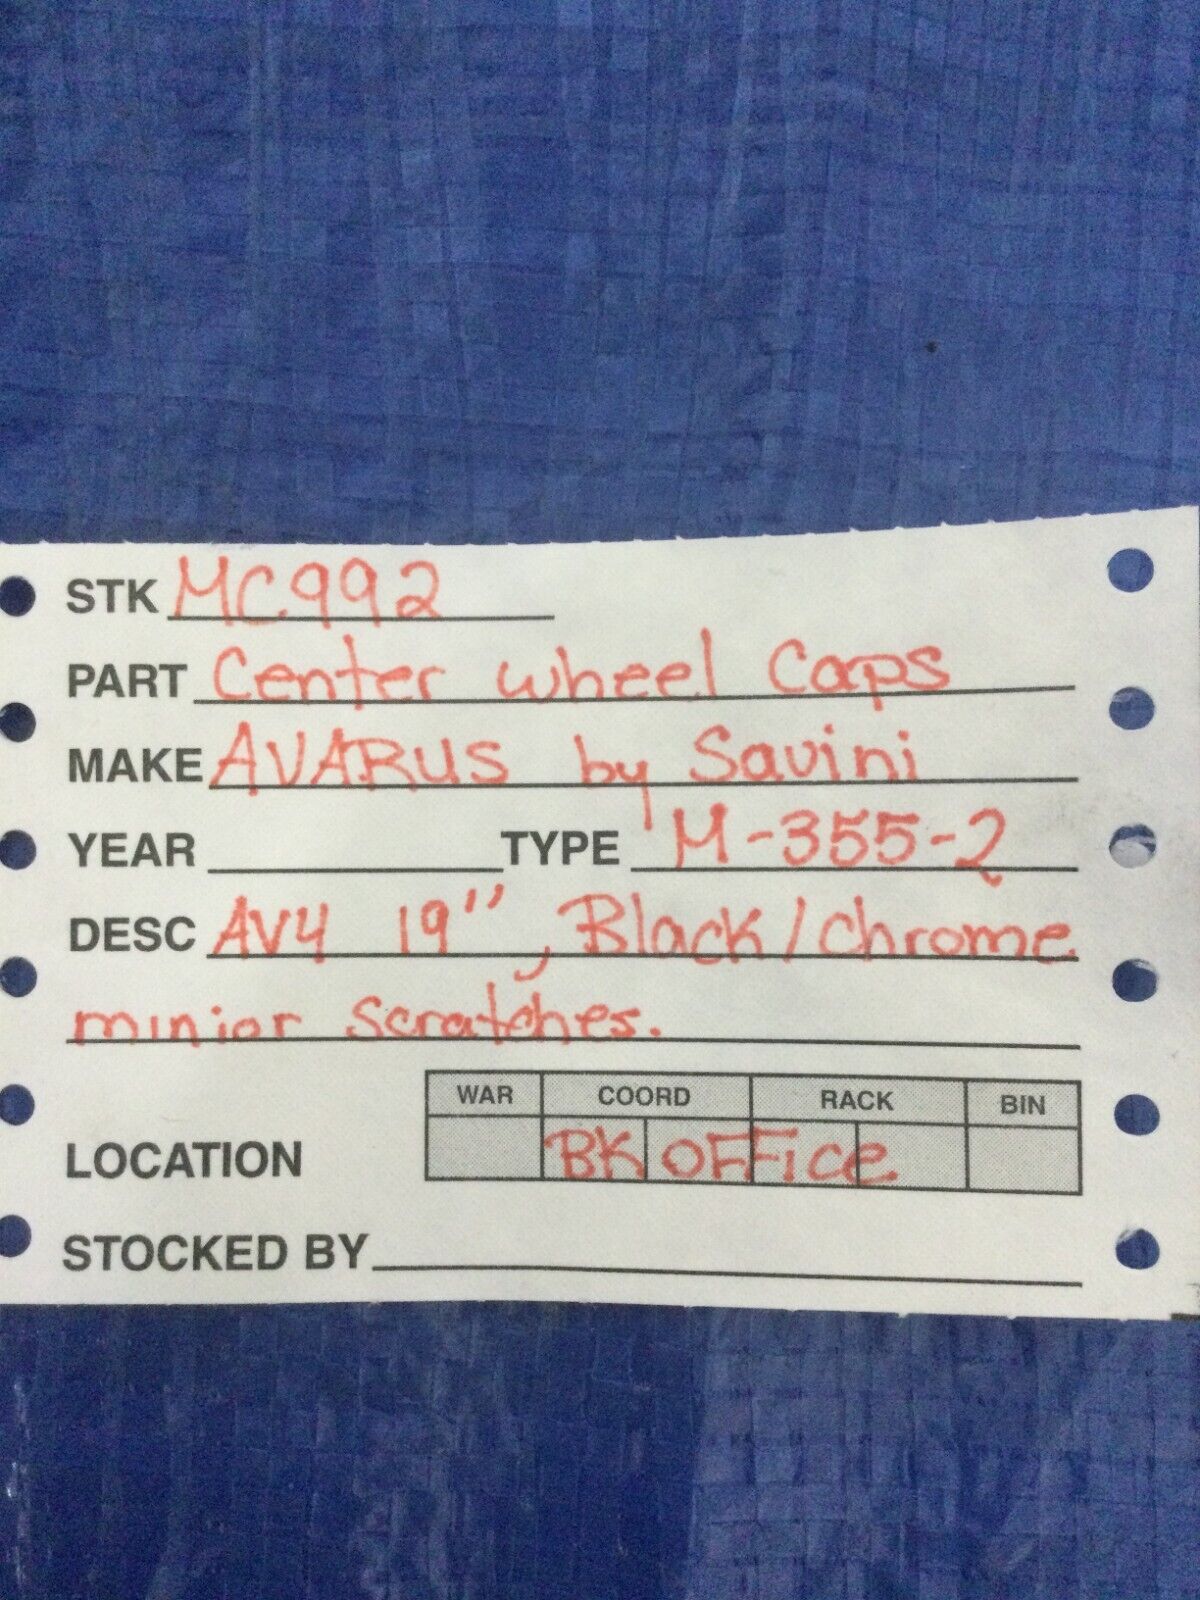 STK MC992
PART Center Wheel Caps
MAKE AVARUS by Savini
YEAR TYPE M-355-2
DESC AV4 19", Black/Chrome
minior scratches.
WAR COORD RACK BIN
LOCATION BK OFFice
STOCKED BY